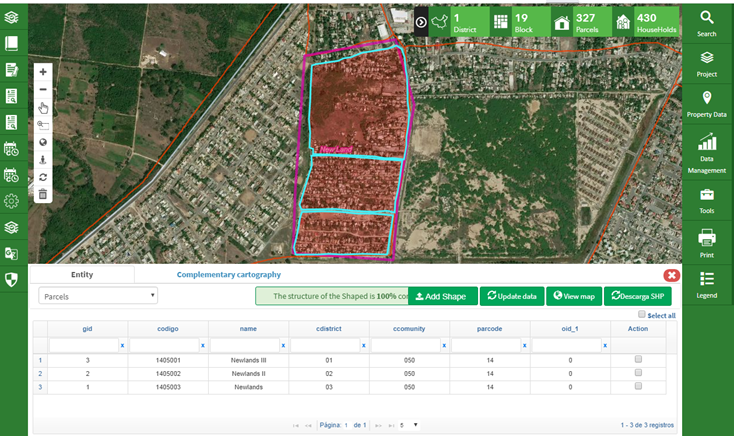 1
District
19
Block
327
Parcels
430
HouseHolds
Search
Project
Property Data
Data
Management
Tools
Print
Legend
NewLand
Entity
Complementary cartography
Parcels
The structure of the Shaped is 100% co
Add Shape
Update data
View map
Descarga SHP
Select all
gid codigo name cdistrict ccomunity parcode oid_1 Action
x x x x x x x
1 3 1405001 Newlands III 01 050 14 0
2 2 1405002 Newlands II 02 050 14 0
3 1 1405003 Newlands 03 050 14 0
Página 1 de 1 5
1 - 3 de 3 registros